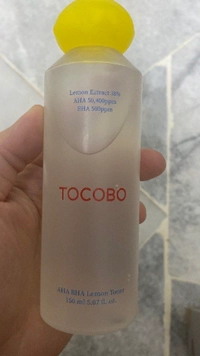 Lemon Extract 50%
AHA 50,000ppm
BHA 500ppm
TOCOBO
AHA BHA Lemon Toner
150 ml 5.07 fl. oz.